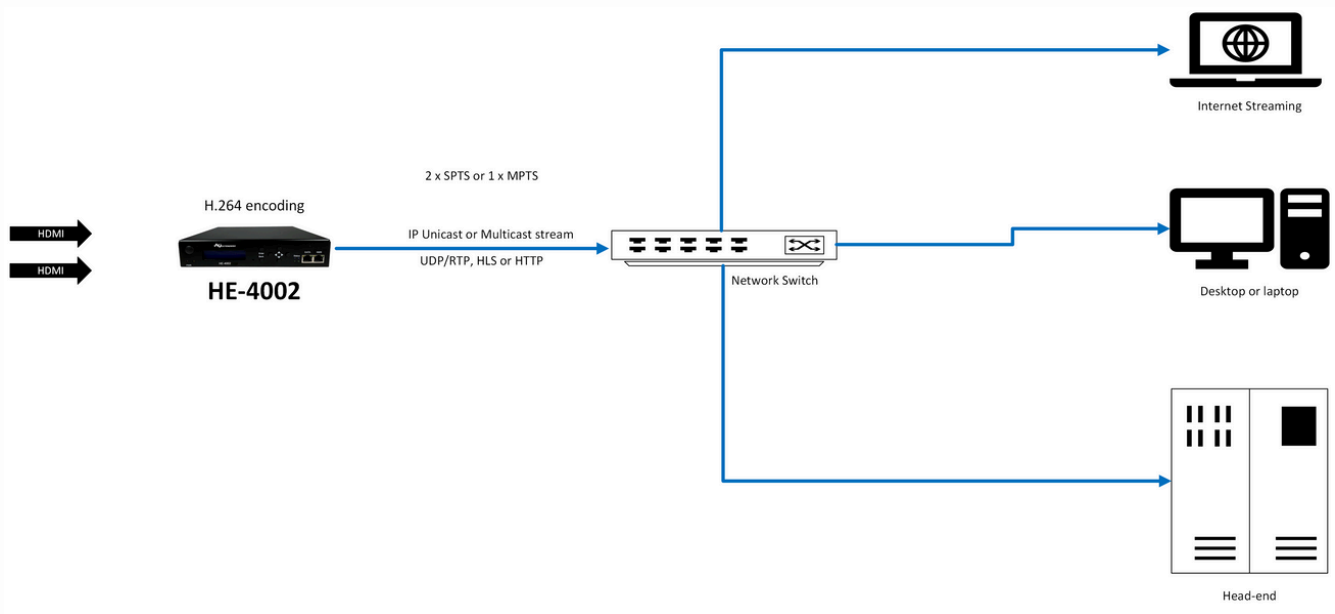 Internet Streaming
2 x SPTS or 1 x MPTS
H.264 encoding
HDMI
HDMI
IP Unicast or Multicast stream
UDP/RTP, HLS or HTTP
HE-4002
Network Switch
Desktop or laptop
Head-end